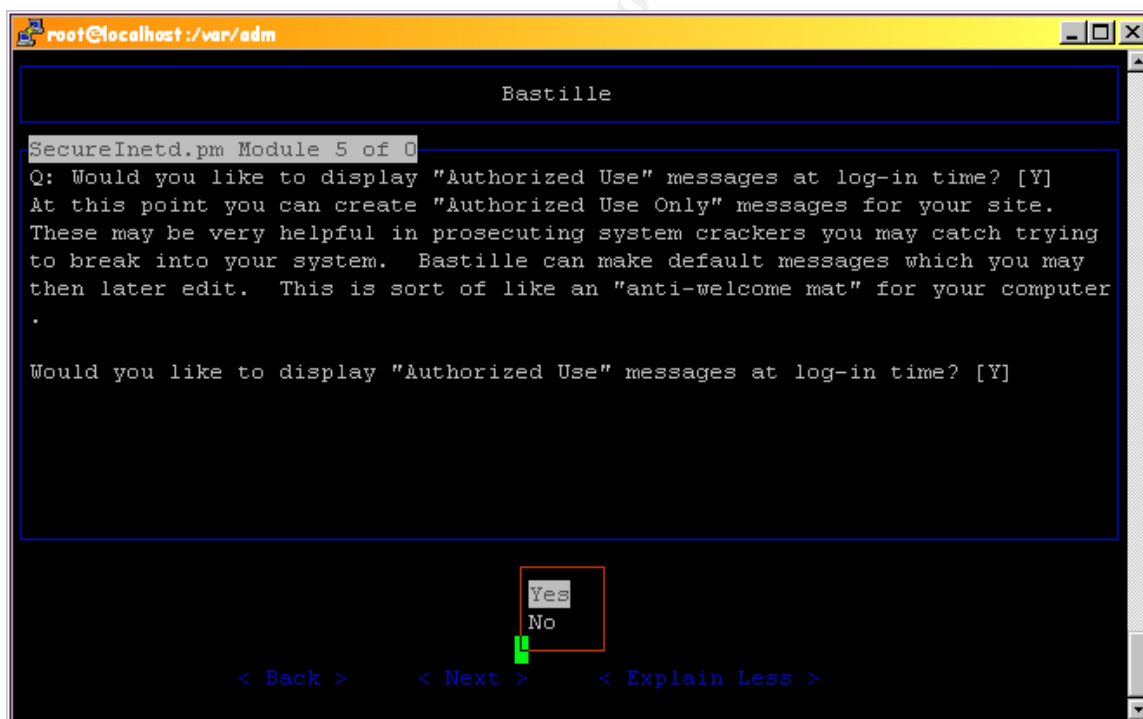 root@localhost:/var/adm
Bastille
SecureInetd.pm Module 5 of 0
Q: Would you like to display "Authorized Use" messages at log-in time? [Y]
At this point you can create "Authorized Use Only" messages for your site.
These may be very helpful in prosecuting system crackers you may catch trying
to break into your system.  Bastille can make default messages which you may
then later edit.  This is sort of like an "anti-welcome mat" for your computer
.
Would you like to display "Authorized Use" messages at log-in time? [Y]
Yes
No
< Back > < Next > < Explain Less >